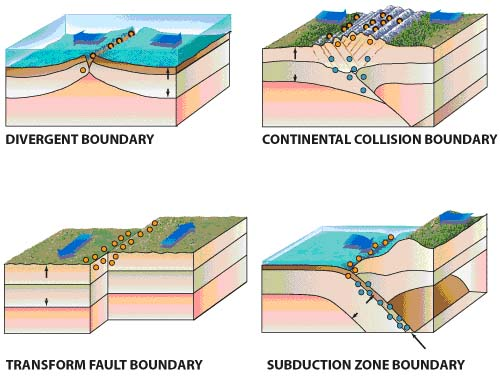 DIVERGENT BOUNDARY
CONTINENTAL COLLISION BOUNDARY
TRANSFORM FAULT BOUNDARY
SUBDUCTION ZONE BOUNDARY